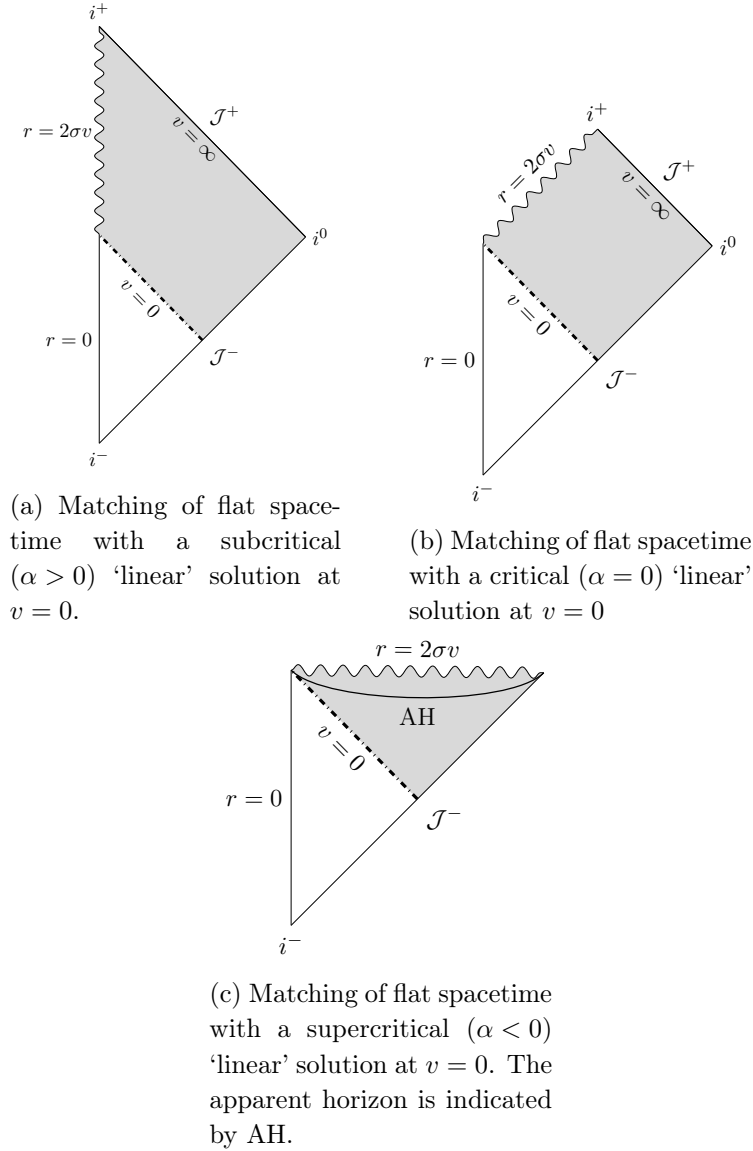 i⁺
r = 2σv
𝒥⁺
v = ∞
i⁰
v = 0
r = 0
𝒥⁻
i⁻
(a) Matching of flat space-
time with a subcritical
(α > 0) ‘linear’ solution at
v = 0.
i⁺
r = 2σv
𝒥⁺
v = ∞
i⁰
v = 0
r = 0
𝒥⁻
i⁻
(b) Matching of flat spacetime
with a critical (α = 0) ‘linear’
solution at v = 0
r = 2σv
AH
v = 0
r = 0
𝒥⁻
i⁻
(c) Matching of flat spacetime
with a supercritical (α < 0)
‘linear’ solution at v = 0. The
apparent horizon is indicated
by AH.